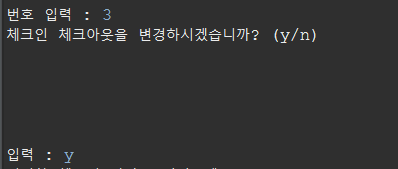 번호 입력 : 3
체크인 체크아웃을 변경하시겠습니까? (y/n)
입력 : y